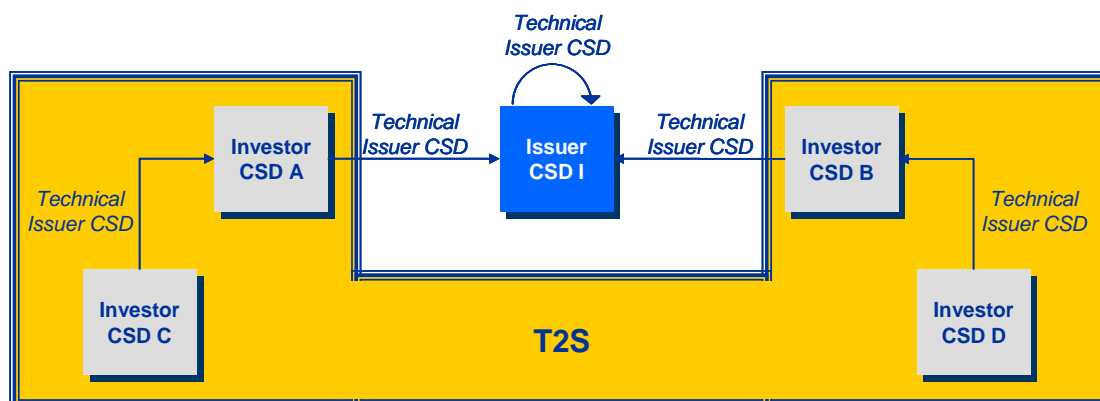 Technical
Issuer CSD
Investor
CSD A
Technical
Issuer CSD
Issuer
CSD I
Technical
Issuer CSD
Investor
CSD B
Technical
Issuer CSD
Technical
Issuer CSD
Investor
CSD C
T2S
Investor
CSD D